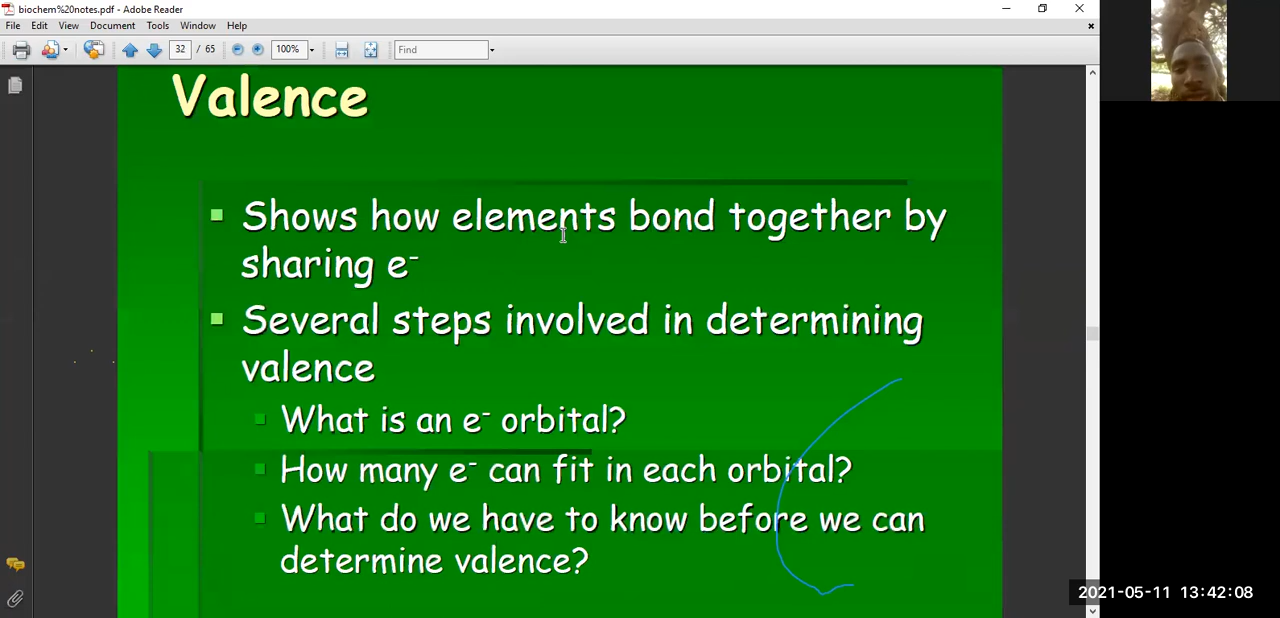 biochem%20notes.pdf - Adobe Reader
File Edit View Document Tools Window Help
32 / 65 100% Find
Valence
Shows how elements bond together by
sharing e⁻
Several steps involved in determining
valence
What is an e⁻ orbital?
How many e⁻ can fit in each orbital?
What do we have to know before we can
determine valence?
2021-05-11 13:42:08